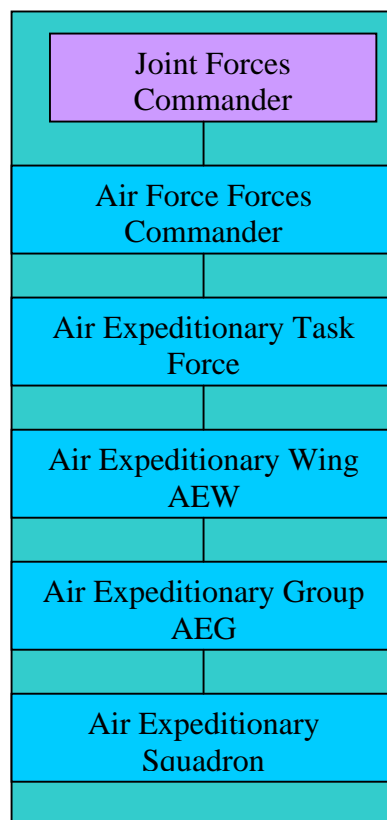 Joint Forces
Commander
Air Force Forces
Commander
Air Expeditionary Task
Force
Air Expeditionary Wing
AEW
Air Expeditionary Group
AEG
Air Expeditionary
Squadron